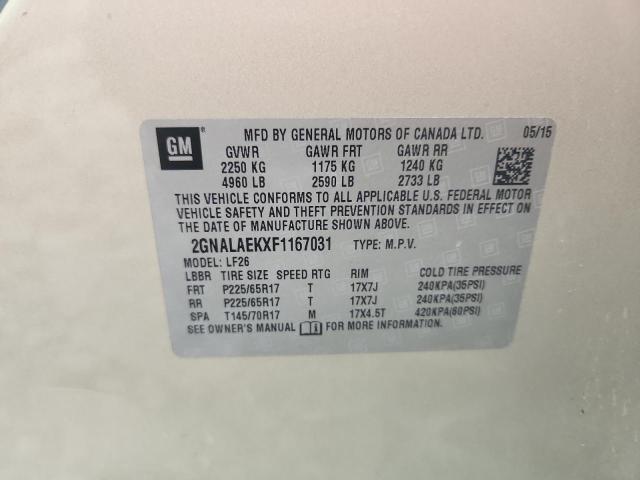 GM ® MFD BY GENERAL MOTORS OF CANADA LTD. 05/15
GVWR GAWR FRT GAWR RR
2250 KG 1175 KG 1240 KG
4960 LB 2590 LB 2733 LB
THIS VEHICLE CONFORMS TO ALL APPLICABLE U.S. FEDERAL MOTOR
VEHICLE SAFETY AND THEFT PREVENTION STANDARDS IN EFFECT ON
THE DATE OF MANUFACTURE SHOWN ABOVE.
2GNALAEKXF1167031 TYPE: M.P.V.
MODEL: LF26
LBBR TIRE SIZE SPEED RTG RIM COLD TIRE PRESSURE
FRT P225/65R17 T 17X7J 240KPA(35PSI)
RR P225/65R17 T 17X7J 240KPA(35PSI)
SPA T145/70R17 M 17X4.5T 420KPA(60PSI)
SEE OWNER'S MANUAL FOR MORE INFORMATION.